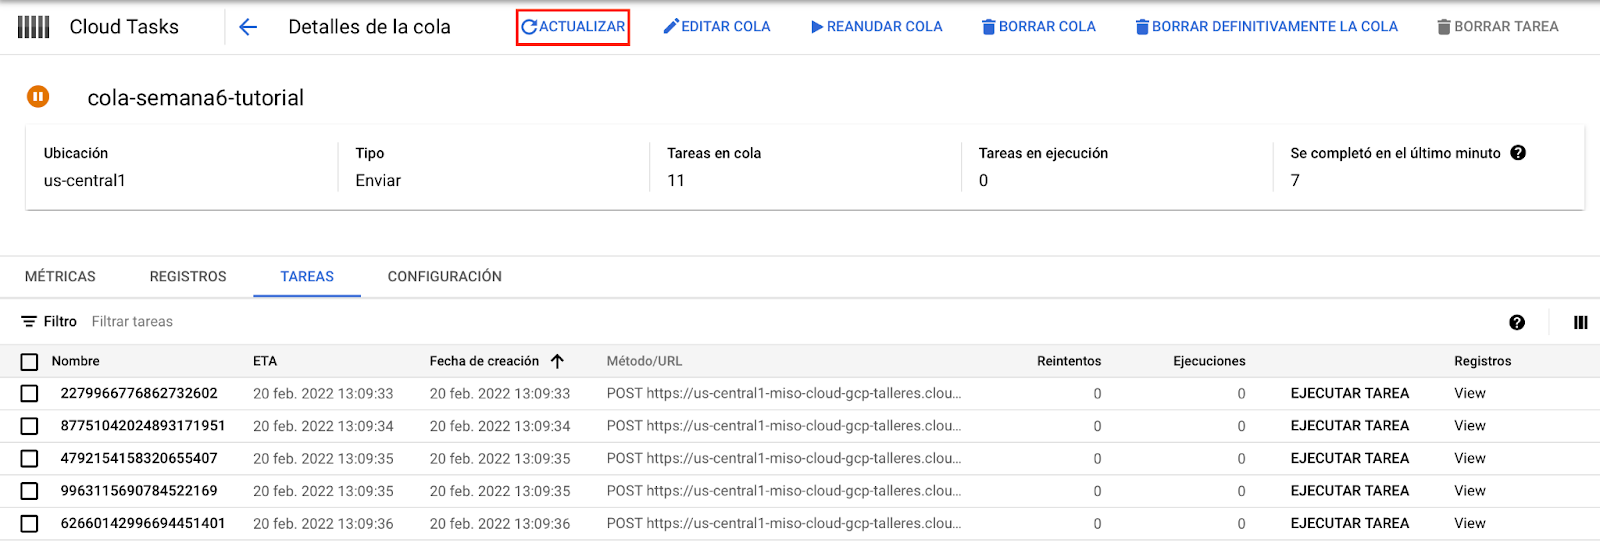 Cloud Tasks Detalles de la cola ACTUALIZAR EDITAR COLA REANUDAR COLA BORRAR COLA BORRAR DEFINITIVAMENTE LA COLA BORRAR TAREA
cola-semana6-tutorial
Ubicación Tipo Tareas en cola Tareas en ejecución Se completó en el último minuto
us-central1 Enviar 11 0 7
MÉTRICAS REGISTROS TAREAS CONFIGURACIÓN
Filtro Filtrar tareas
Nombre ETA Fecha de creación Método/URL Reintentos Ejecuciones Registros
2279966776862732602 20 feb. 2022 13:09:33 20 feb. 2022 13:09:33 POST https://us-central1-miso-cloud-gcp-talleres.clou... 0 0 EJECUTAR TAREA View
87751042024893171951 20 feb. 2022 13:09:34 20 feb. 2022 13:09:34 POST https://us-central1-miso-cloud-gcp-talleres.clou... 0 0 EJECUTAR TAREA View
4792154158320655407 20 feb. 2022 13:09:35 20 feb. 2022 13:09:35 POST https://us-central1-miso-cloud-gcp-talleres.clou... 0 0 EJECUTAR TAREA View
9963115690784522169 20 feb. 2022 13:09:35 20 feb. 2022 13:09:35 POST https://us-central1-miso-cloud-gcp-talleres.clou... 0 0 EJECUTAR TAREA View
62660142996694451401 20 feb. 2022 13:09:36 20 feb. 2022 13:09:36 POST https://us-central1-miso-cloud-gcp-talleres.clou... 0 0 EJECUTAR TAREA View